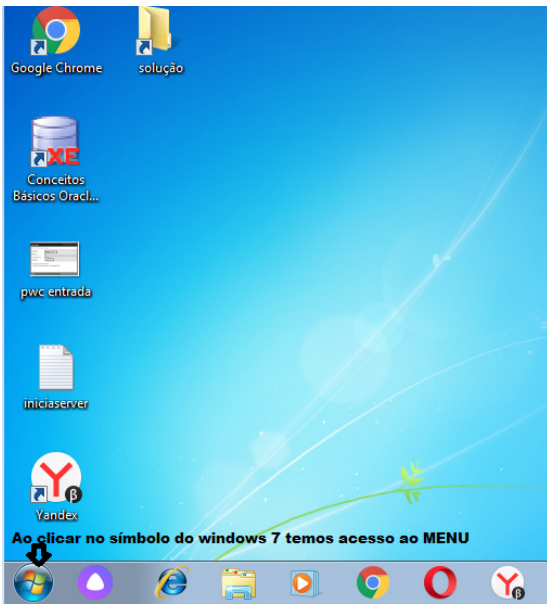 Google Chrome
solução
XE
Conceitos
Básicos Oracl...
pwc entrada
iniciaserver
Y β
Yandex
Ao clicar no símbolo do windows 7 temos acesso ao MENU
Y β